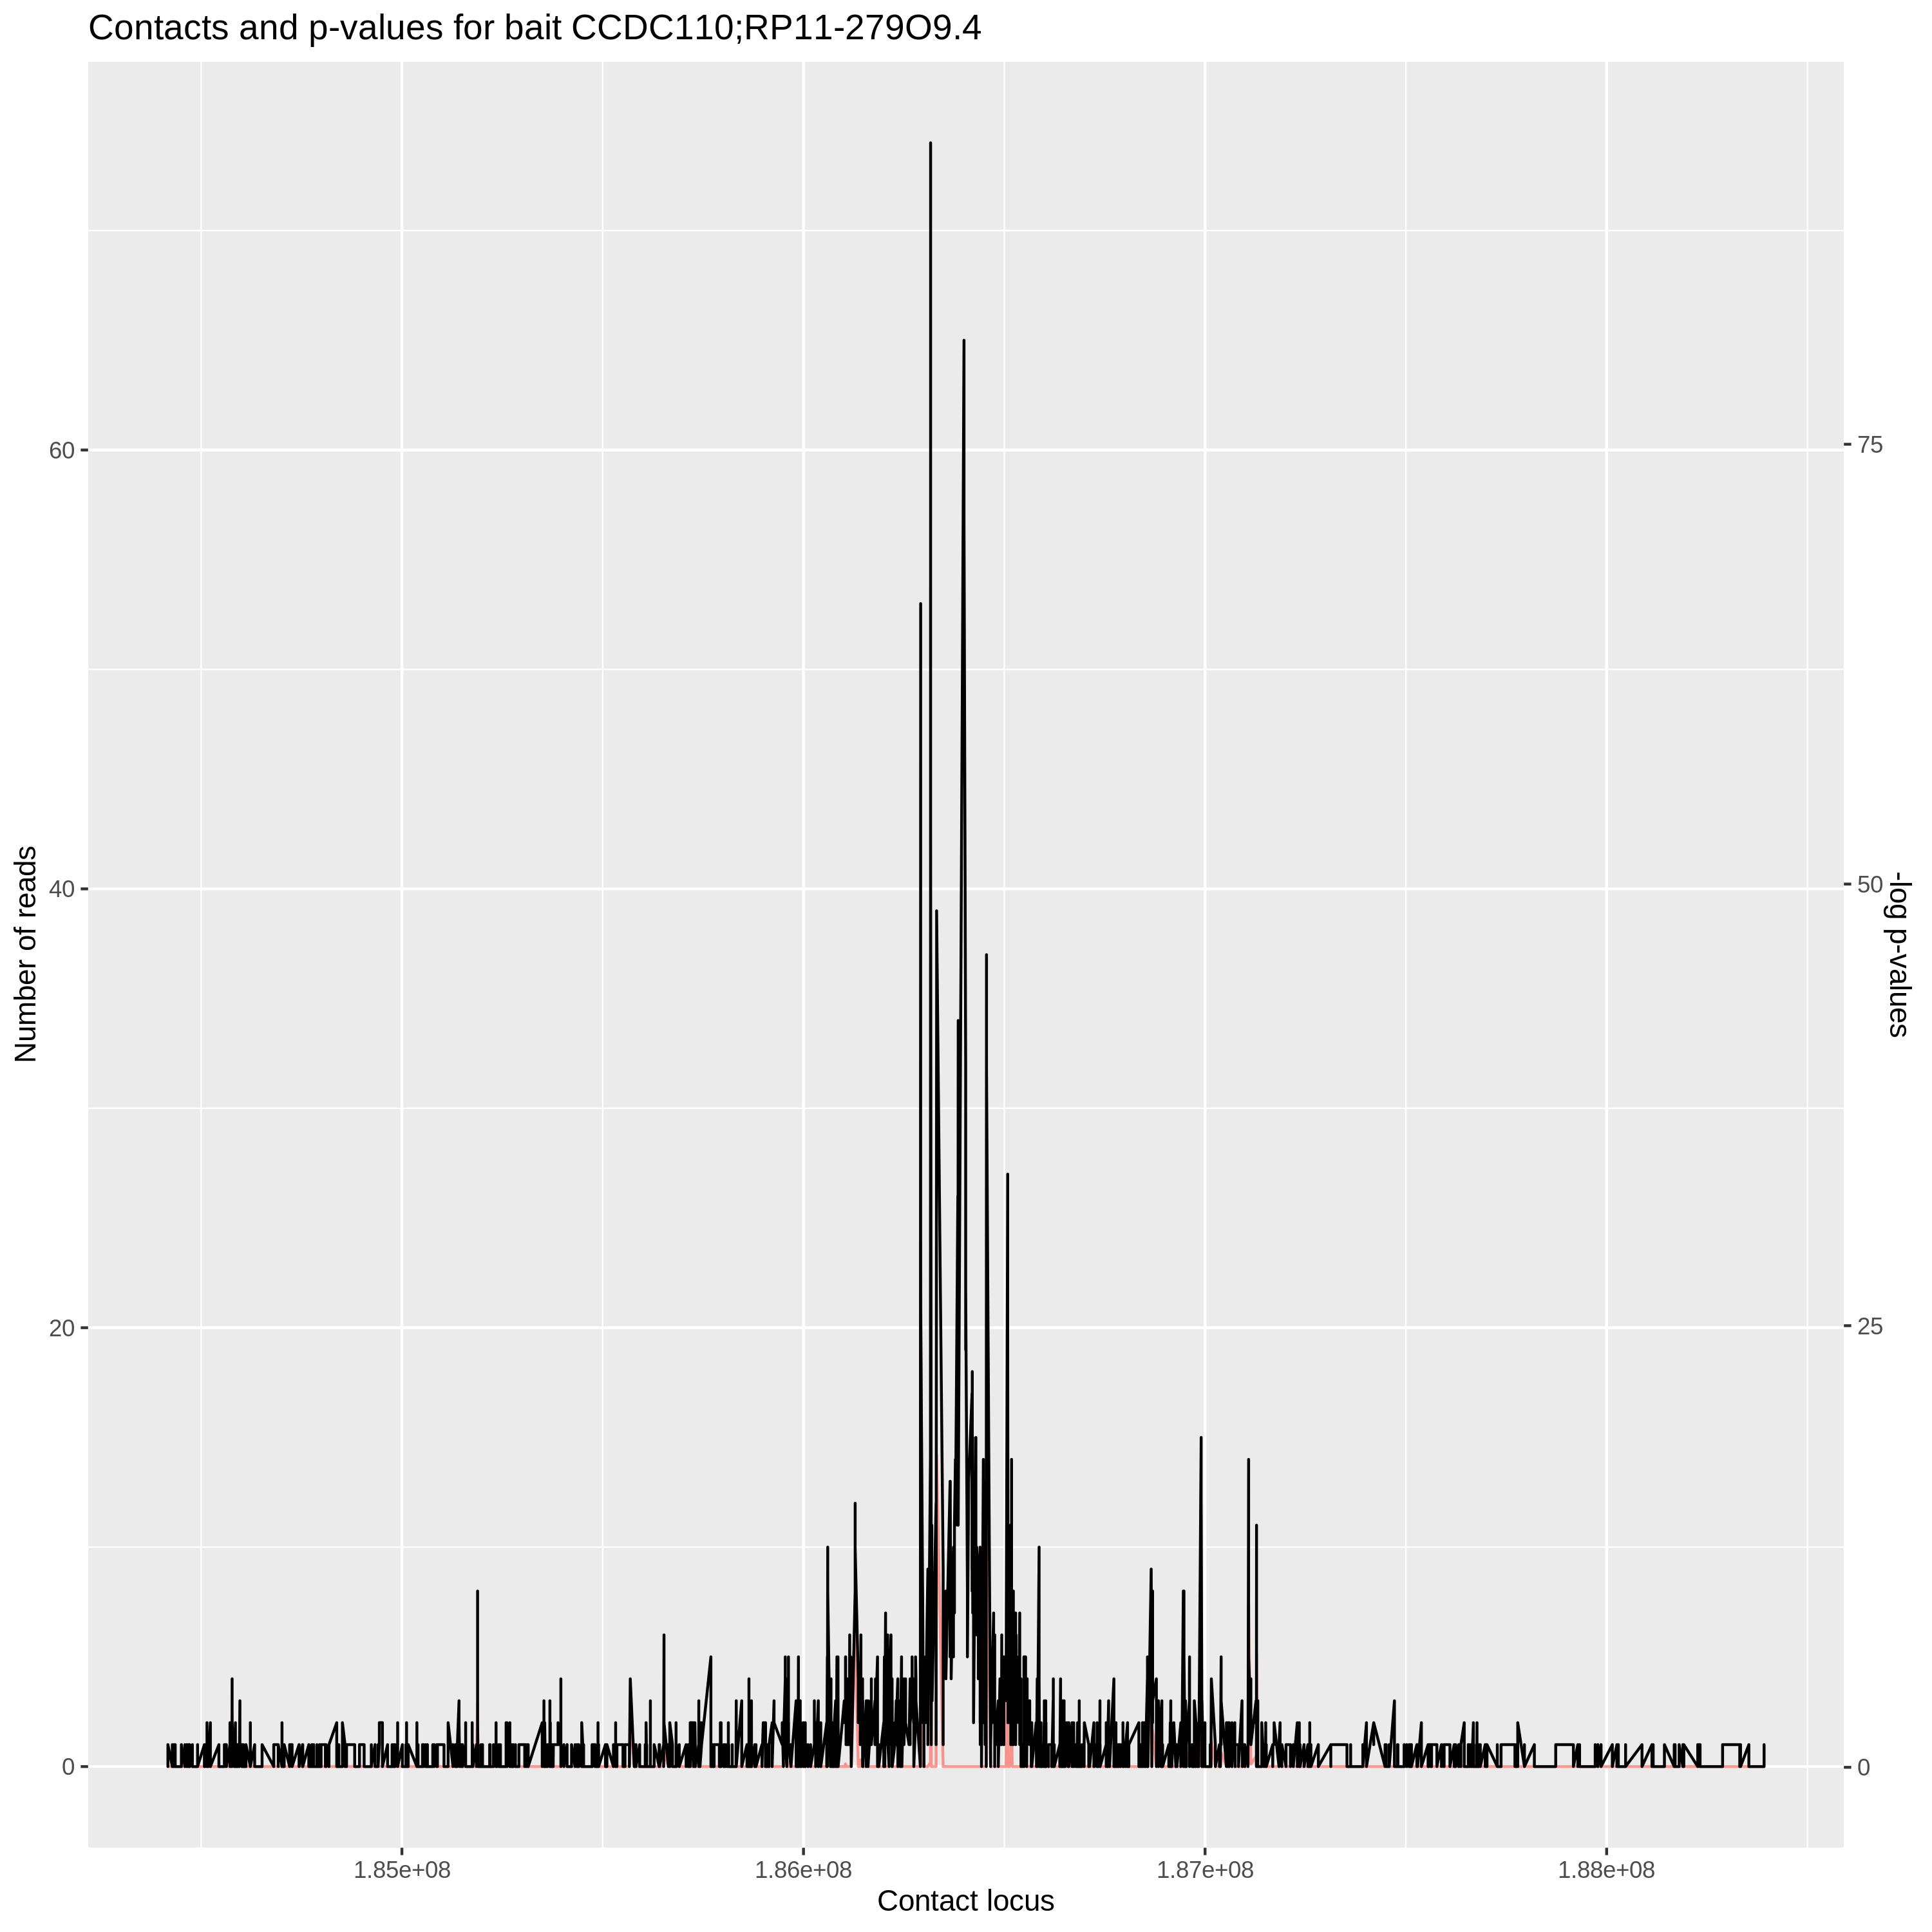 Contacts and p-values for bait CCDC110;RP11-279O9.4
60
40
20
0
75
50
25
0
Number of reads
-log p-values
1.85e+08
1.86e+08
1.87e+08
1.88e+08
Contact locus